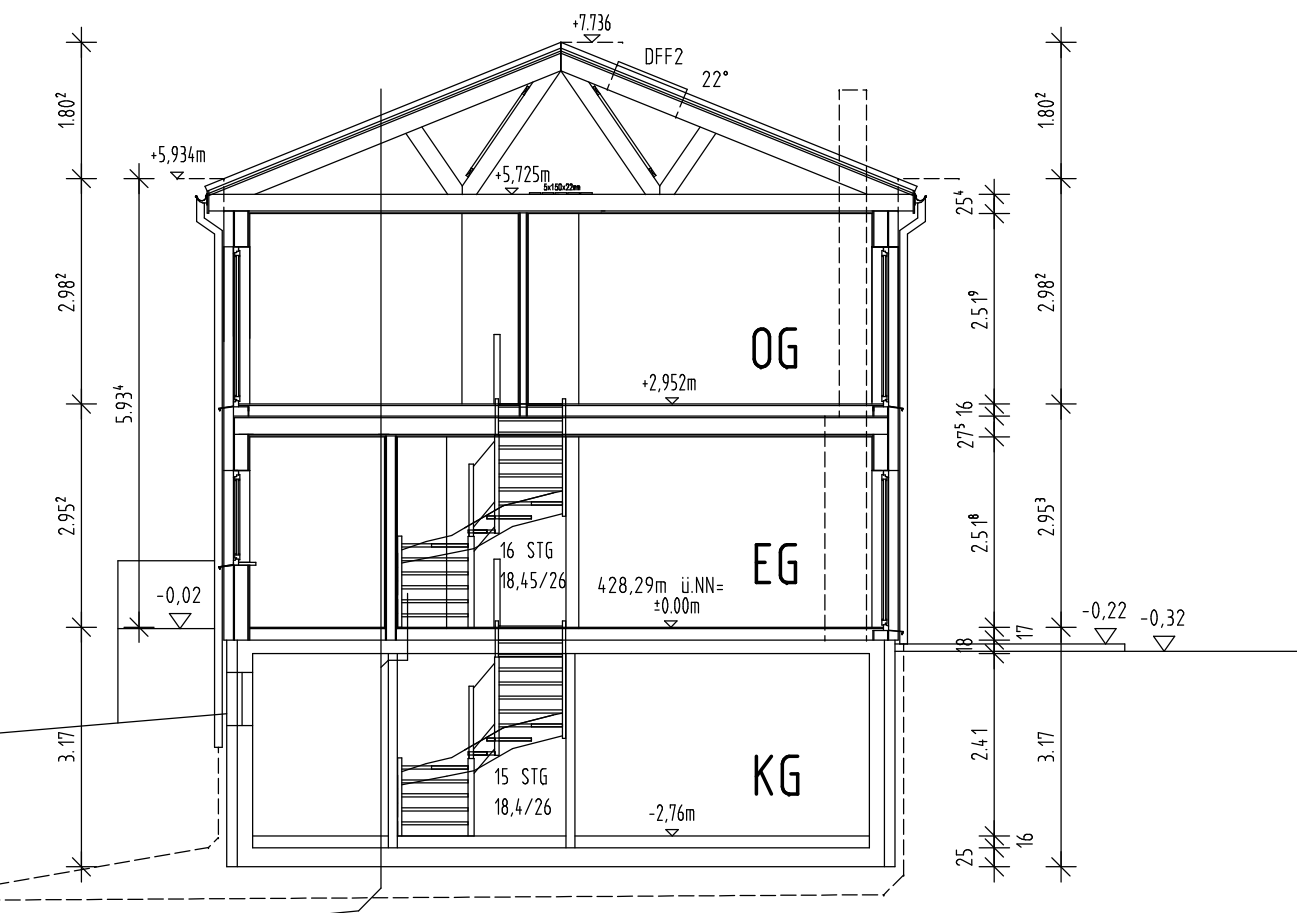 +7.736
DFF2
22°
1.80²
1.80²
+5,934m
+5,725m
5x150x22mm
25⁴
2.98²
2.51⁹
2.98²
OG
+2,952m
5.93⁴
16
27⁵
2.95²
2.51⁸
2.95³
16 STG
18,45/26
EG
428,29m ü.NN=
±0.00m
-0,02
-0,22
-0,32
18
17
3.17
2.41
3.17
15 STG
18,4/26
KG
-2,76m
16
25